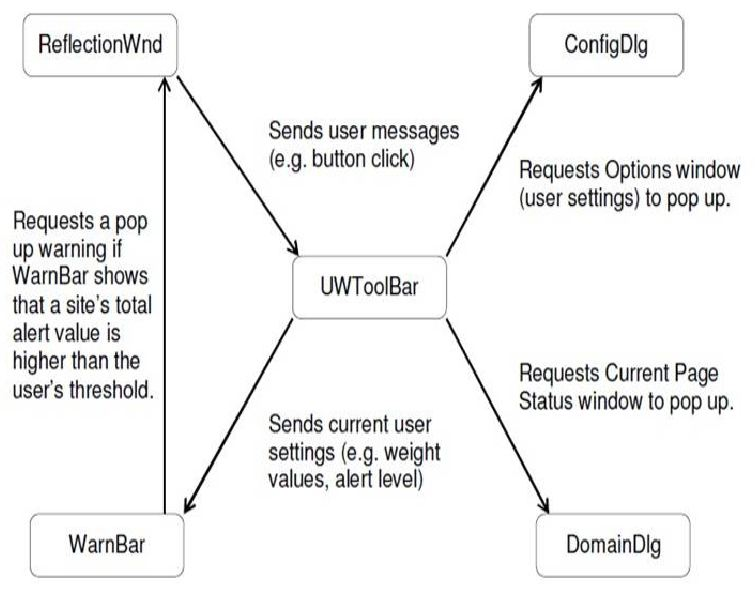 ReflectionWnd
ConfigDlg
Sends user messages
(e.g. button click)
Requests Options window
(user settings) to pop up.
Requests a pop
up warning if
WarnBar shows
that a site's total
alert value is
higher than the
user's threshold.
UWToolBar
Requests Current Page
Status window to pop up.
Sends current user
settings (e.g. weight
values, alert level)
WarnBar
DomainDlg